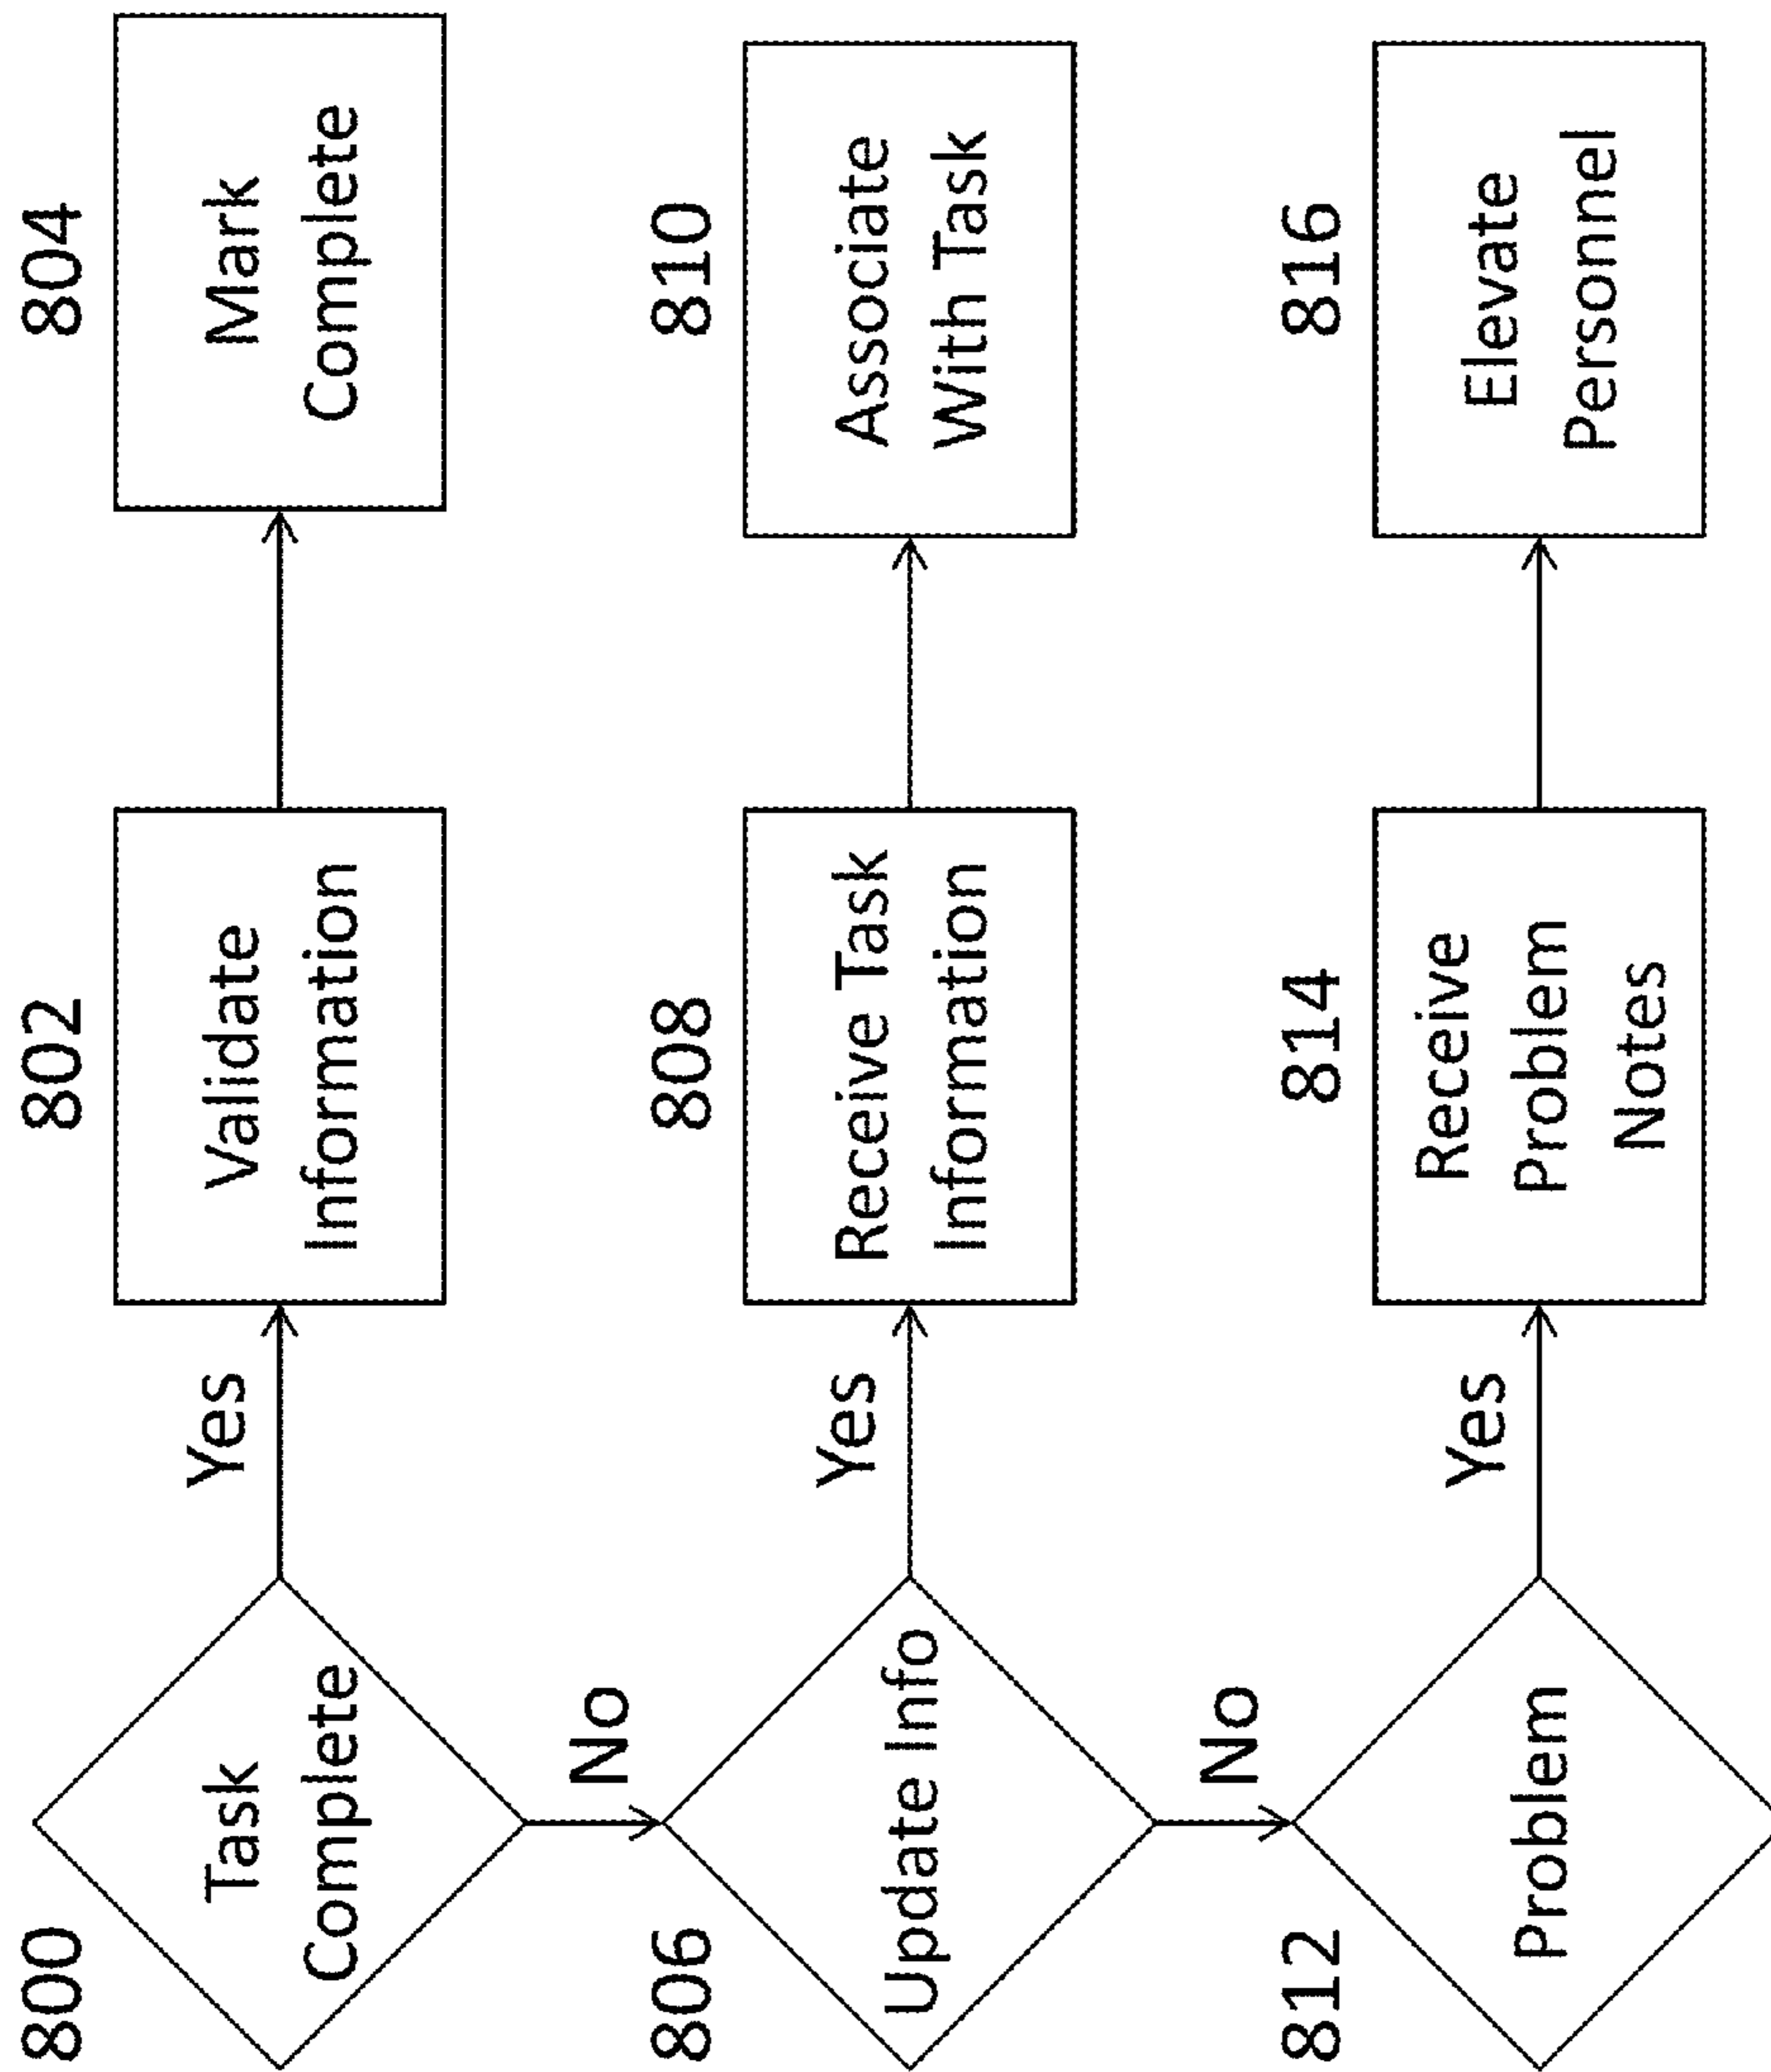 800
Task
Complete
Yes
802
Validate
Information
804
Mark
Complete
No
806
Update Info
Yes
808
Receive Task
Information
810
Associate
With Task
No
812
Problem
Yes
814
Receive
Problem
Notes
816
Elevate
Personnel